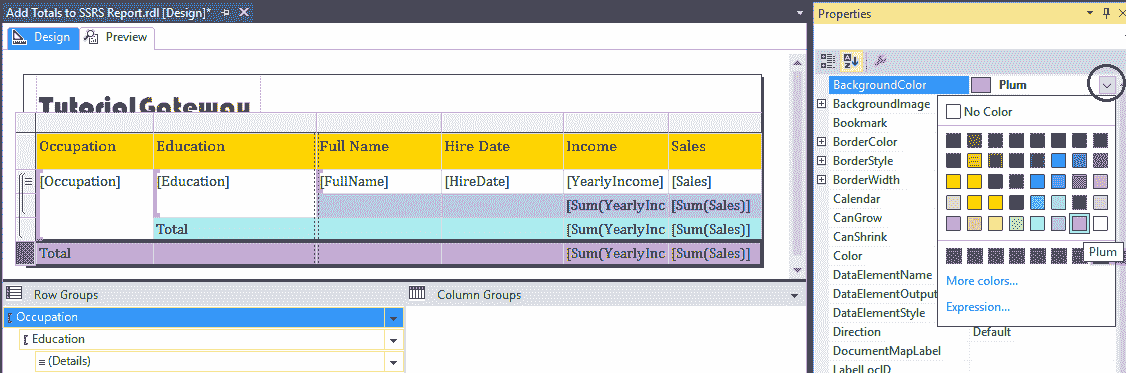 Add Totals to SSRS Report.rdl [Design]*
Properties
Design Preview
BackgroundColor Plum
TutorialGateway
BackgroundImage
No Color
Bookmark
Occupation Education Full Name Hire Date Income Sales
BorderColor
BorderStyle
[Occupation] [Education] [FullName] [HireDate] [YearlyIncome] [Sales]
BorderWidth
Calendar
[Sum(YearlyInc [Sum(Sales)]
CanGrow
Total [Sum(YearlyInc [Sum(Sales)]
CanShrink
Total [Sum(YearlyInc [Sum(Sales)]
Color
Plum
DataElementName
More colors...
Row Groups Column Groups
DataElementOutput
Expression...
DataElementStyle
Occupation
Direction Default
Education
DocumentMapLabel
(Details)
LabelLocID